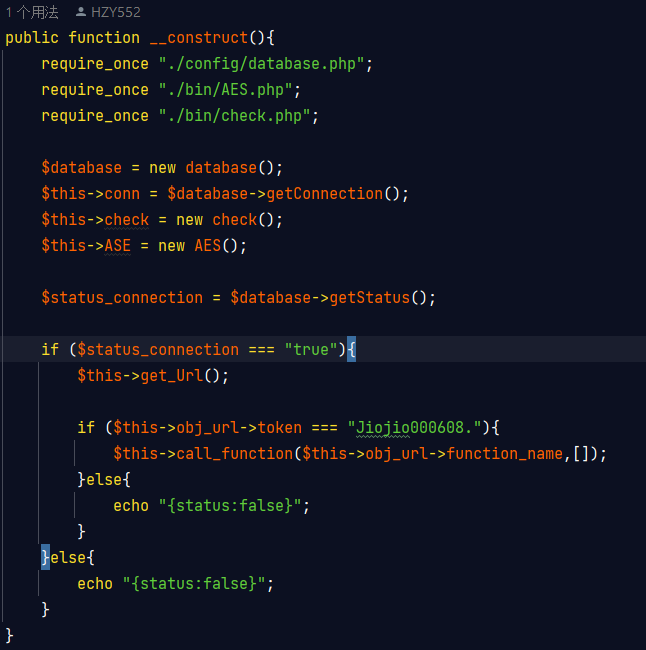 1 个用法 HZY552
public function __construct(){
    require_once "./config/database.php";
    require_once "./bin/AES.php";
    require_once "./bin/check.php";

    $database = new database();
    $this->conn = $database->getConnection();
    $this->check = new check();
    $this->ASE = new AES();

    $status_connection = $database->getStatus();

    if ($status_connection === "true"){
        $this->get_Url();

        if ($this->obj_url->token === "Jiojio000608."){
            $this->call_function($this->obj_url->function_name,[]);
        }else{
            echo "{status:false}";
        }
    }else{
        echo "{status:false}";
    }
}